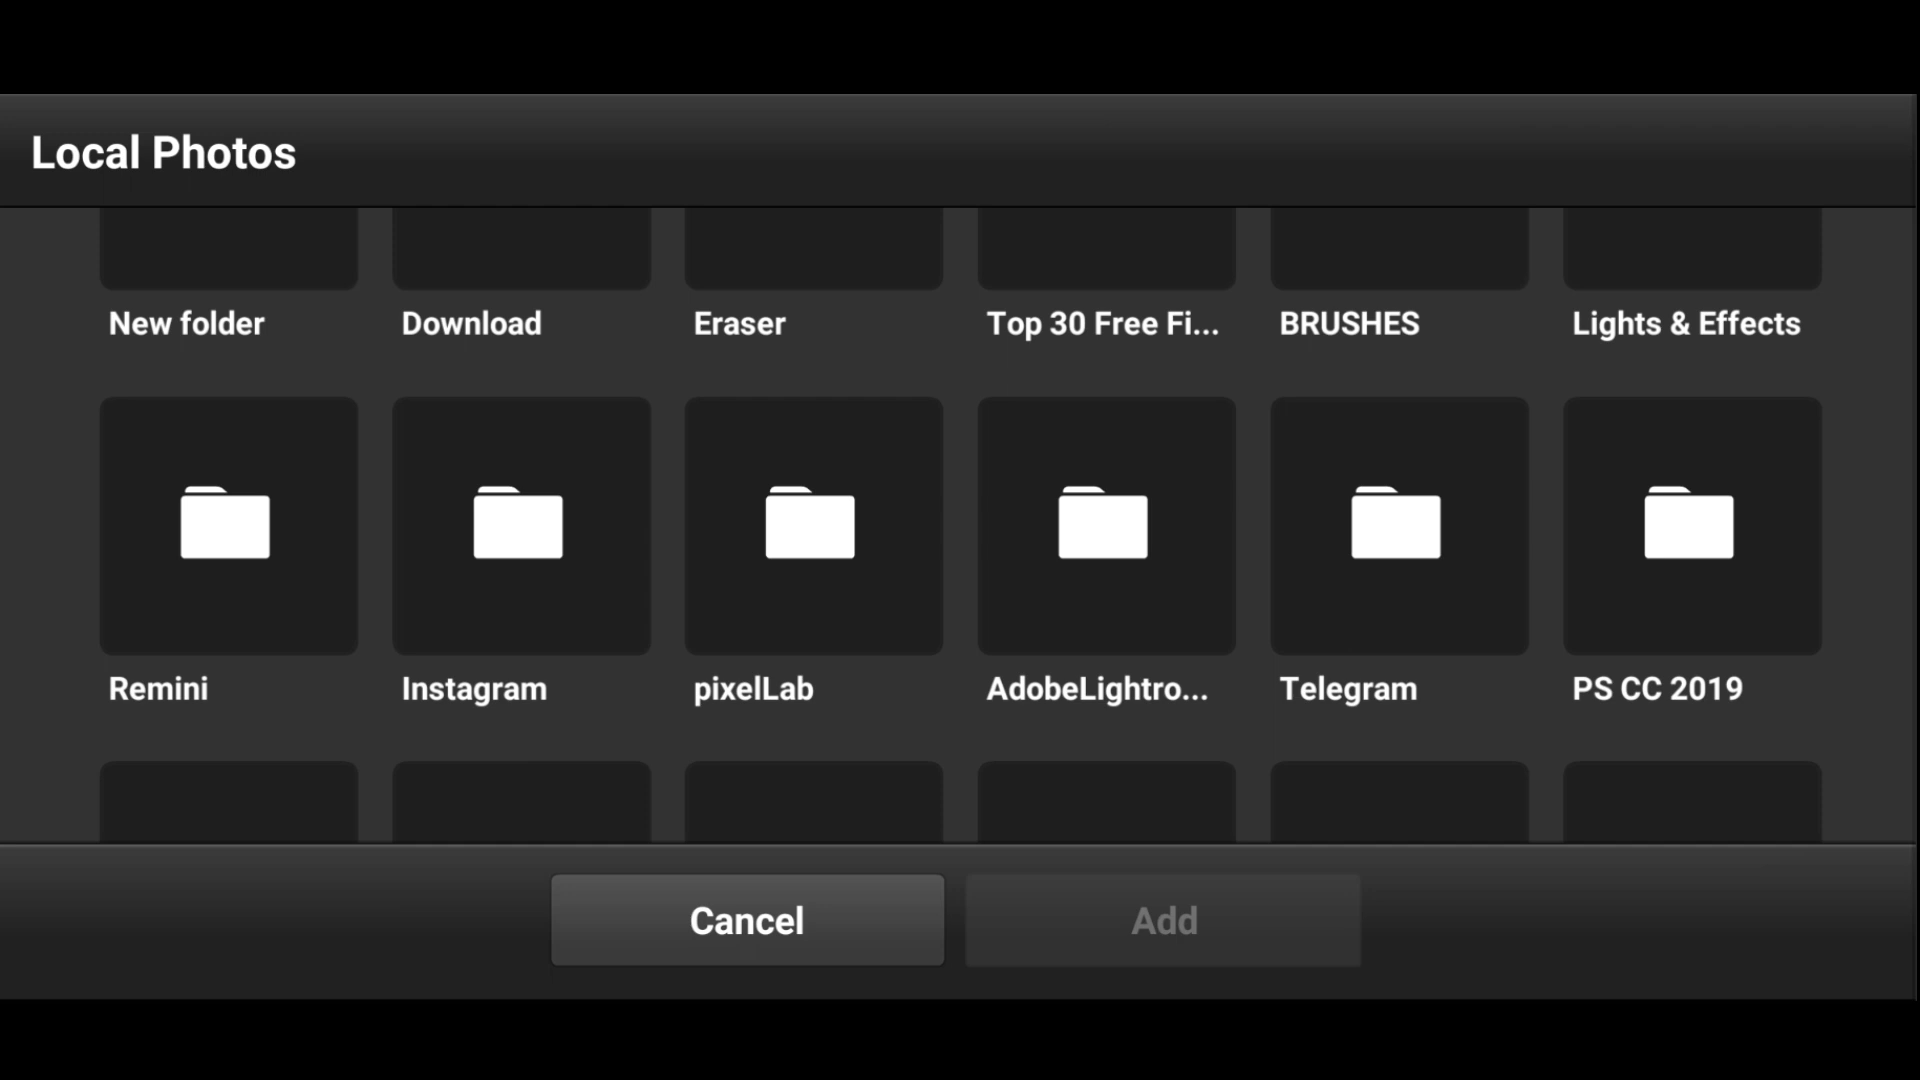 Local Photos
New folder
Download
Eraser
Top 30 Free Fi...
BRUSHES
Lights & Effects
Remini
Instagram
pixelLab
AdobeLightro...
Telegram
PS CC 2019
Cancel
Add